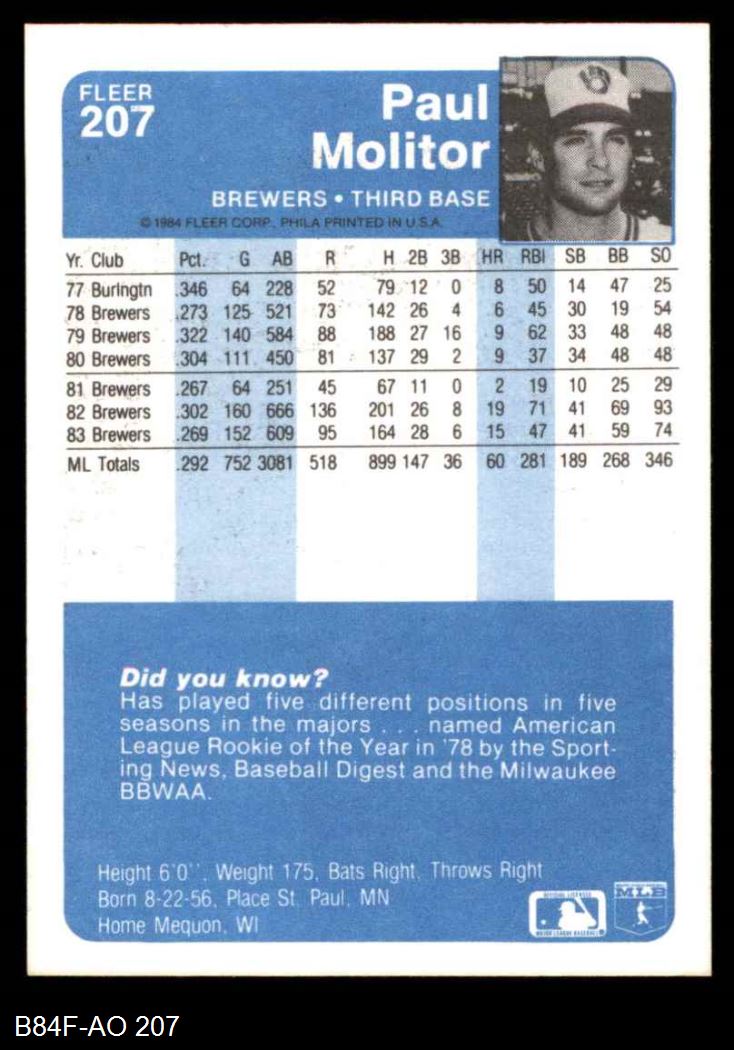 FLEER
207
Paul
Molitor
BREWERS • THIRD BASE
© 1984 FLEER CORP., PHILA PRINTED IN U.S.A.
Yr. Club Pct. G AB R H 2B 3B HR RBI SB BB SO
77 Burlngtn .346 64 228 52 79 12 0 8 50 14 47 25
78 Brewers .273 125 521 73 142 26 4 6 45 30 19 54
79 Brewers .322 140 584 88 188 27 16 9 62 33 48 48
80 Brewers .304 111 450 81 137 29 2 9 37 34 48 48
81 Brewers .267 64 251 45 67 11 0 2 19 10 25 29
82 Brewers .302 160 666 136 201 26 8 19 71 41 69 93
83 Brewers .269 152 609 95 164 28 6 15 47 41 59 74
ML Totals .292 752 3081 518 899 147 36 60 281 189 268 346
Did you know?
Has played five different positions in five
seasons in the majors . . . named American
League Rookie of the Year in '78 by the Sport-
ing News, Baseball Digest and the Milwaukee
BBWAA.
Height 6'0'', Weight 175, Bats Right, Throws Right
Born 8-22-56, Place St. Paul, MN
Home Mequon, WI
OFFICIAL LICENSEE
MAJOR LEAGUE BASEBALL
MLB
B84F-AO 207